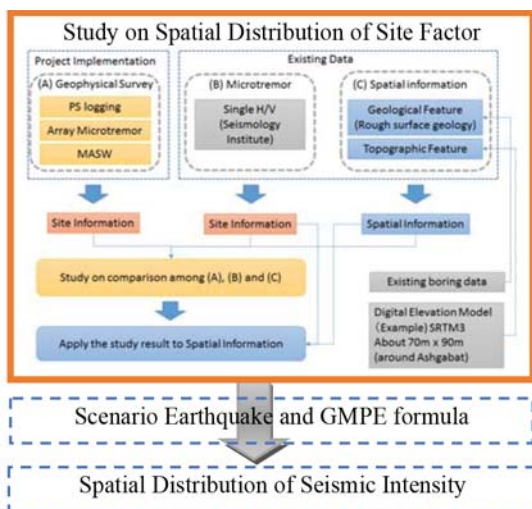 Study on Spatial Distribution of Site Factor
Project Implementation
Existing Data
(A) Geophysical Survey
PS logging
Array Microtremor
MASW
(B) Microtremor
Single H/V
(Seismology
Institute)
(C) Spatial information
Geological Feature
(Rough surface geology)
Topographic Feature
Site Information
Site Information
Spatial Information
Study on comparison among (A), (B) and (C)
Existing boring data
Apply the study result to Spatial Information
Digital Elevation Model
(Example) SRTM3
About 70m x 90m
(around Ashgabat)
Scenario Earthquake and GMPE formula
Spatial Distribution of Seismic Intensity